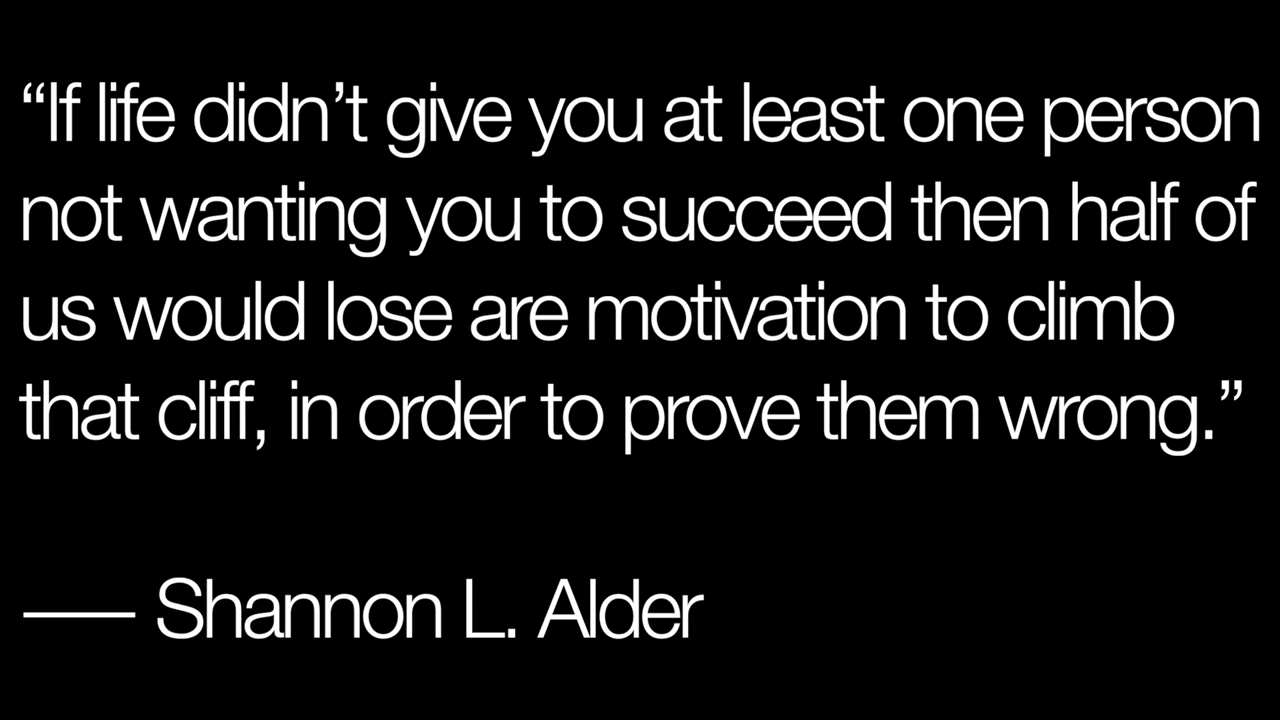 “If life didn’t give you at least one person
not wanting you to succeed then half of
us would lose are motivation to climb
that cliff, in order to prove them wrong.”
—– Shannon L. Alder